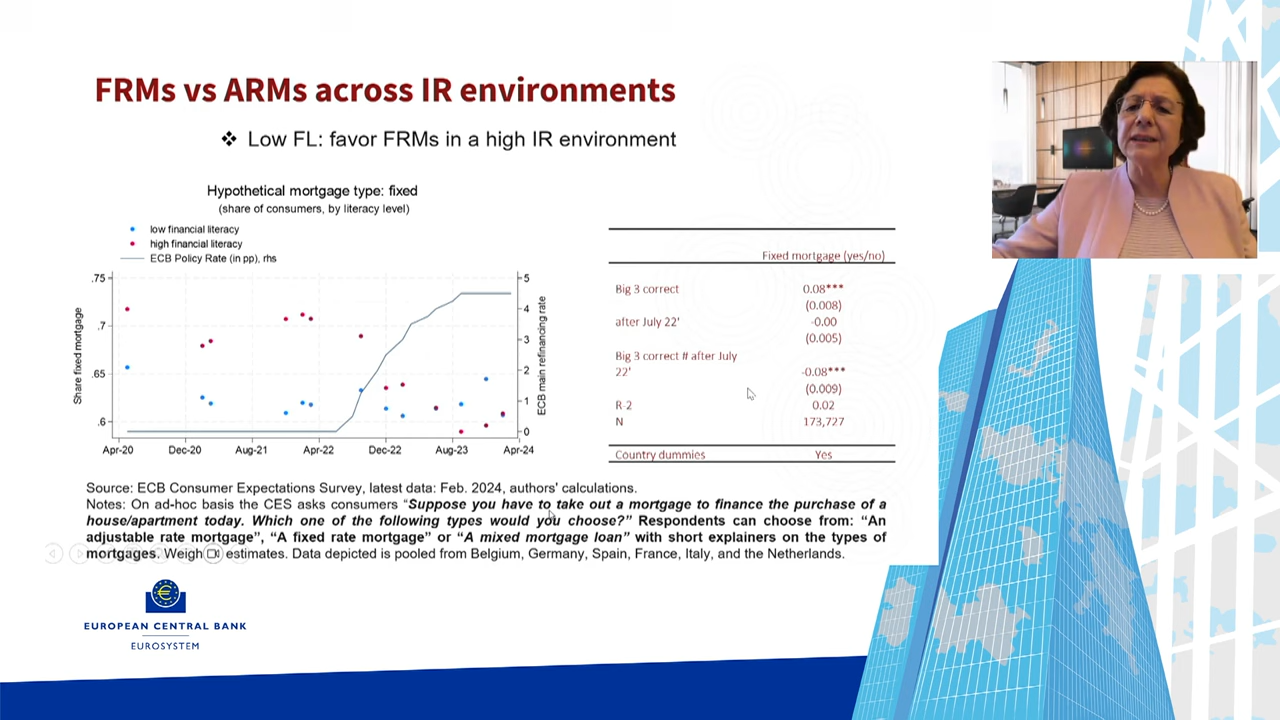 FRMs vs ARMs across IR environments
❖ Low FL: favor FRMs in a high IR environment
Hypothetical mortgage type: fixed
(share of consumers, by literacy level)
low financial literacy
high financial literacy
ECB Policy Rate (in pp), rhs
Share fixed mortgage
.75
.7
.65
.6
5
4
3
2
1
0
ECB main refinancing rate
Apr-20 Dec-20 Aug-21 Apr-22 Dec-22 Aug-23 Apr-24
Fixed mortgage (yes/no)
Big 3 correct 0.08***
(0.008)
after July 22' -0.00
(0.005)
Big 3 correct # after July
22' -0.08***
(0.009)
R-2 0.02
N 173,727
Country dummies Yes
Source: ECB Consumer Expectations Survey, latest data: Feb. 2024, authors' calculations.
Notes: On ad-hoc basis the CES asks consumers “Suppose you have to take out a mortgage to finance the purchase of a
house/apartment today. Which one of the following types would you choose?” Respondents can choose from: “An
adjustable rate mortgage”, “A fixed rate mortgage” or “A mixed mortgage loan” with short explainers on the types of
mortgages. estimates. Data depicted is pooled from Belgium, Germany, Spain, France, Italy, and the Netherlands.
EUROPEAN CENTRAL BANK
EUROSYSTEM